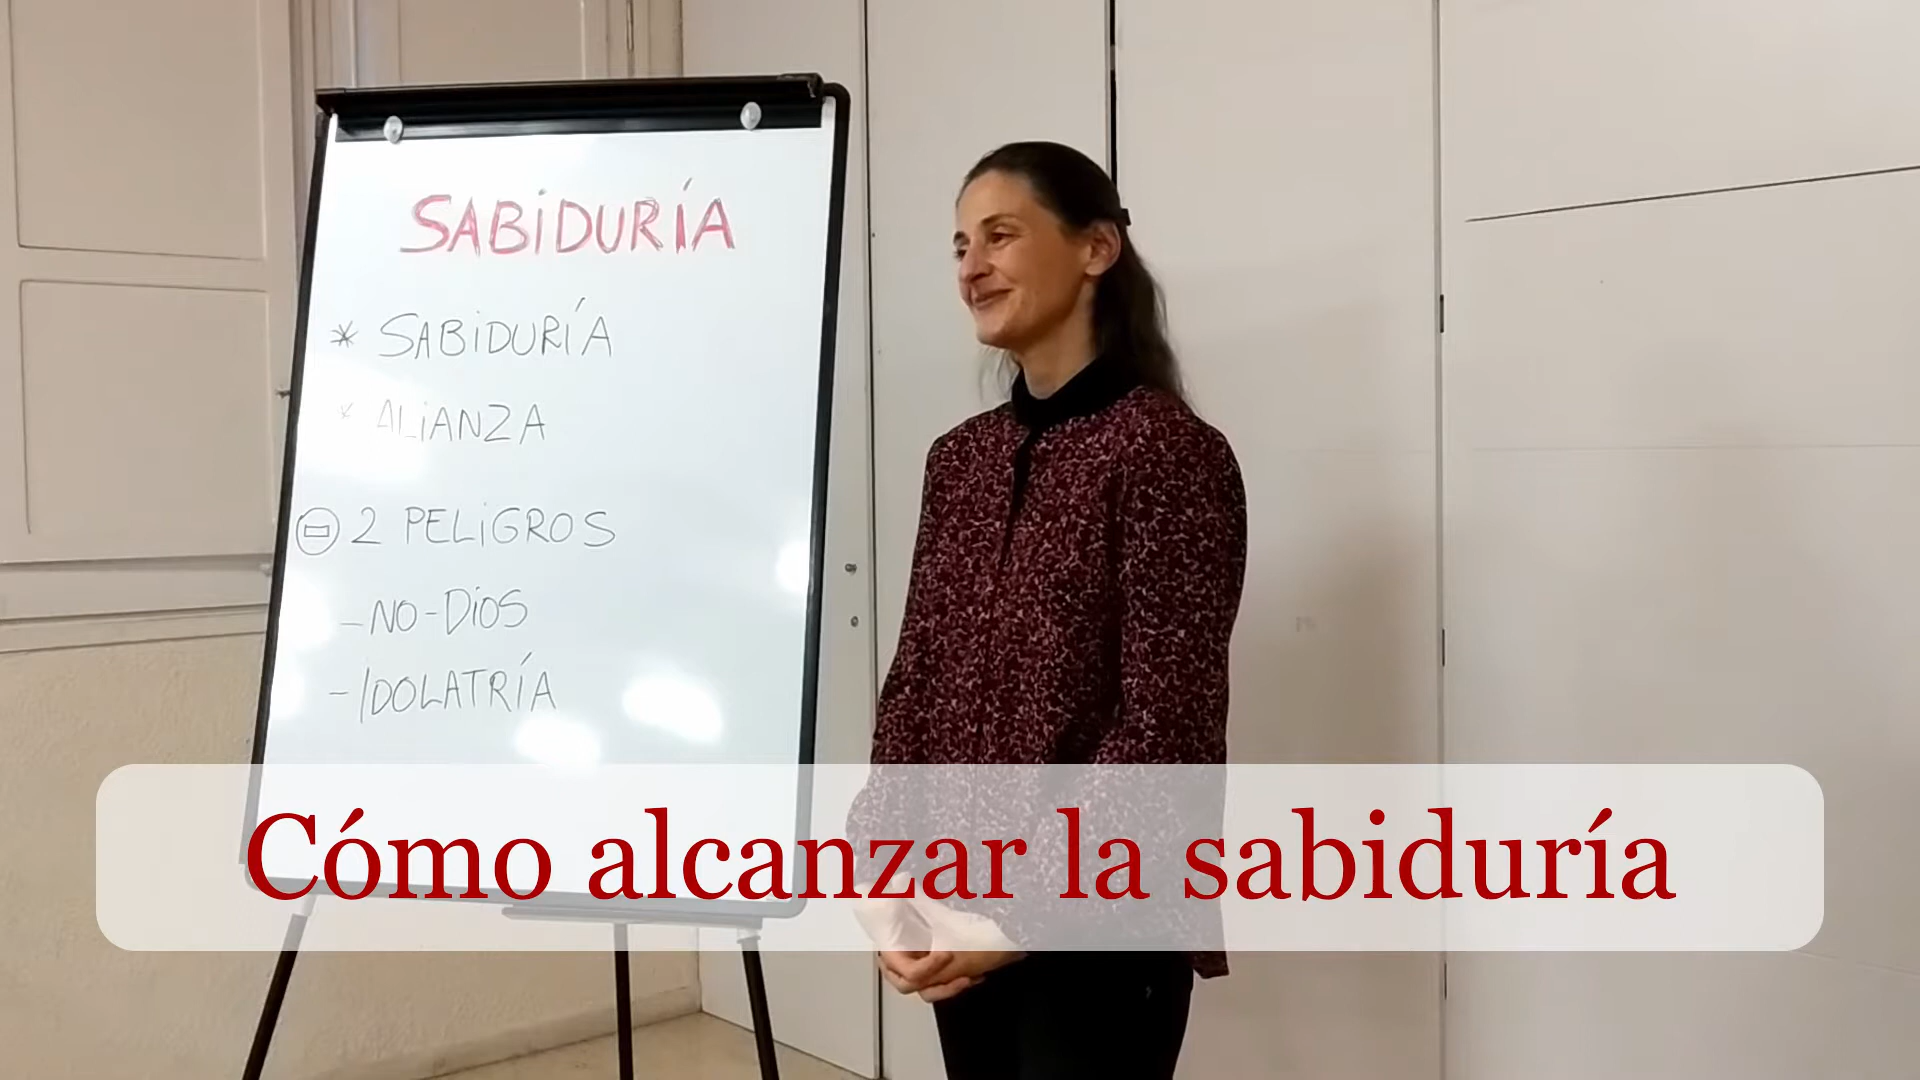 SABiDURÍA
* SABiDURÍA
* ALiANZA
2 PELiGROS
-NO-DiOS
-IDOLATRÍA
Cómo alcanzar la sabiduría